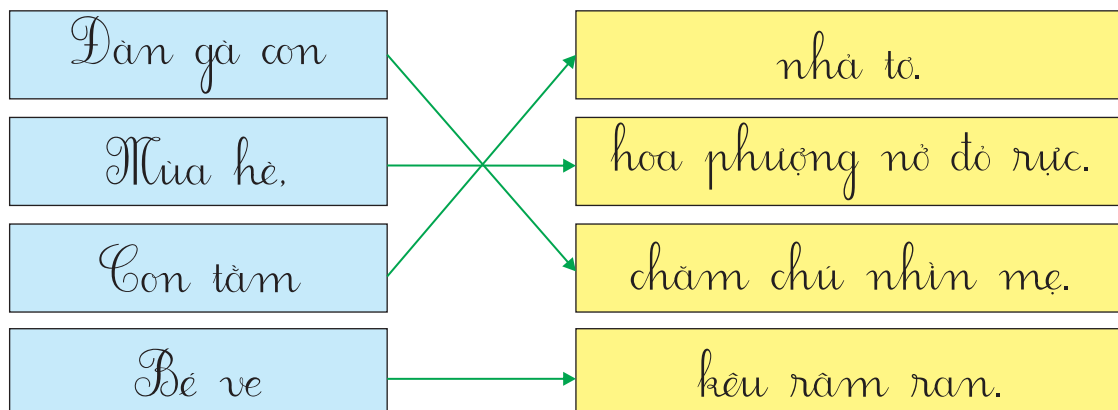 Đàn gà con
nhả tơ.
Mùa hè,
hoa phượng nở đỏ rực.
Con tằm
chăm chú nhìn mẹ.
Bé ve
kêu râm ran.